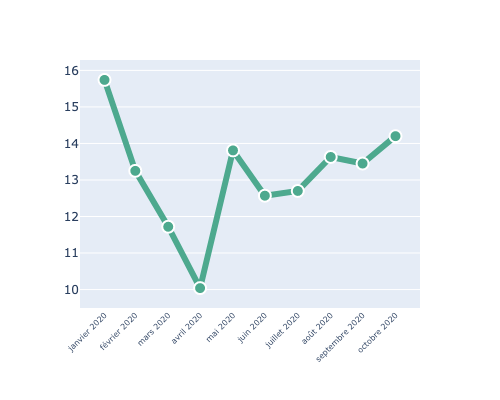 16
15
14
13
12
11
10
janvier 2020
février 2020
mars 2020
avril 2020
mai 2020
juin 2020
juillet 2020
août 2020
septembre 2020
octobre 2020